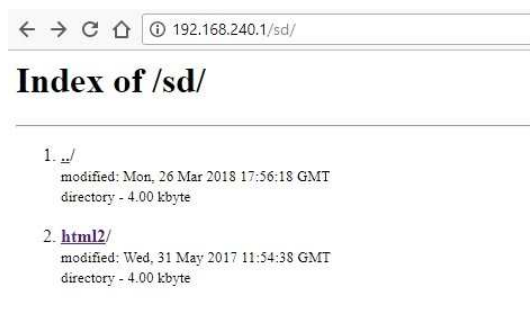 192.168.240.1/sd/
Index of /sd/
1. ../
modified: Mon, 26 Mar 2018 17:56:18 GMT
directory - 4.00 kbyte
2. html2/
modified: Wed, 31 May 2017 11:54:38 GMT
directory - 4.00 kbyte